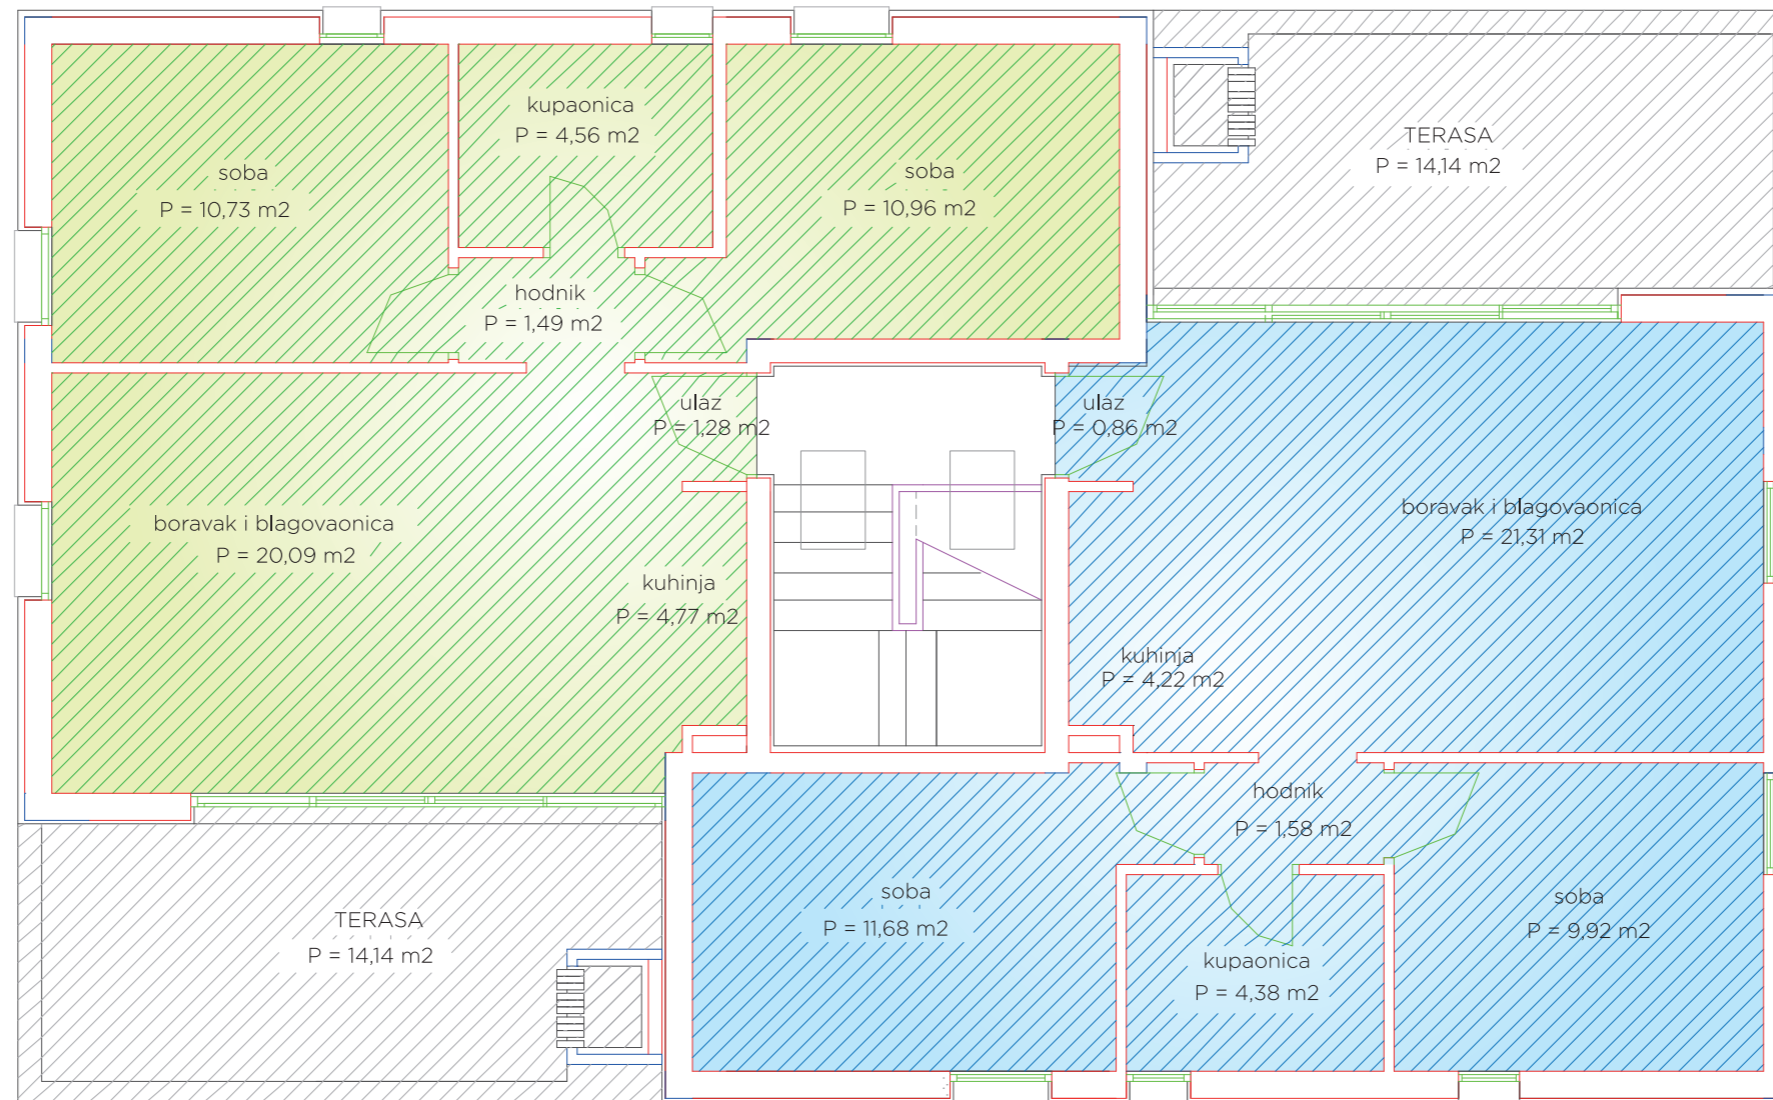 kupaonica
P = 4,56 m2
soba
P = 10,73 m2
soba
P = 10,96 m2
TERASA
P = 14,14 m2
hodnik
P = 1,49 m2
ulaz
P = 1,28 m2
ulaz
P = 0,86 m2
boravak i blagovaonica
P = 20,09 m2
boravak i blagovaonica
P = 21,31 m2
kuhinja
P = 4,77 m2
kuhinja
P = 4,22 m2
hodnik
P = 1,58 m2
soba
P = 11,68 m2
soba
P = 9,92 m2
TERASA
P = 14,14 m2
kupaonica
P = 4,38 m2